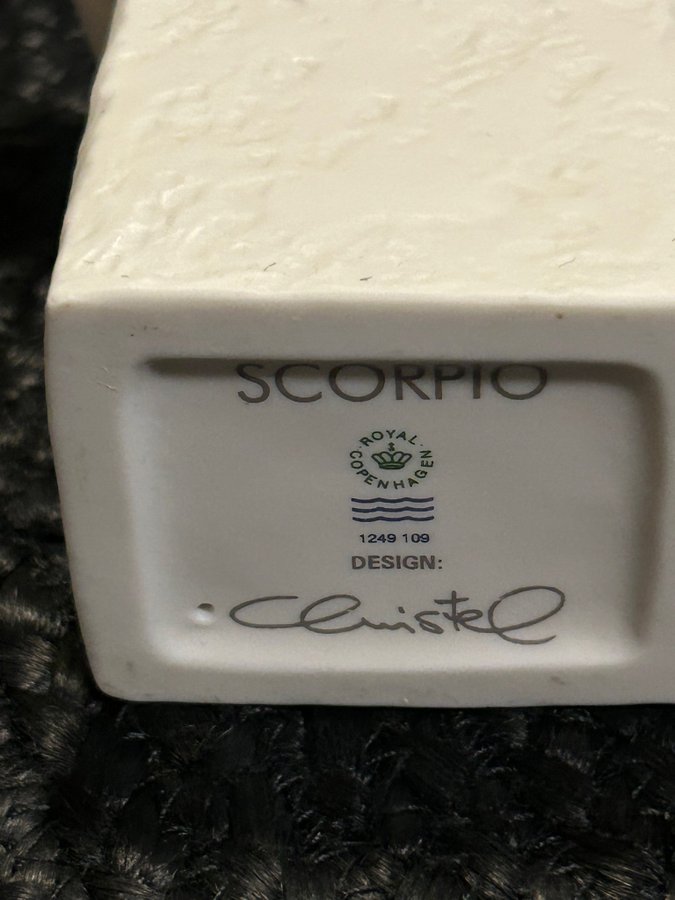 SCORPIO
ROYAL COPENHAGEN
1249 109
DESIGN:
Christel